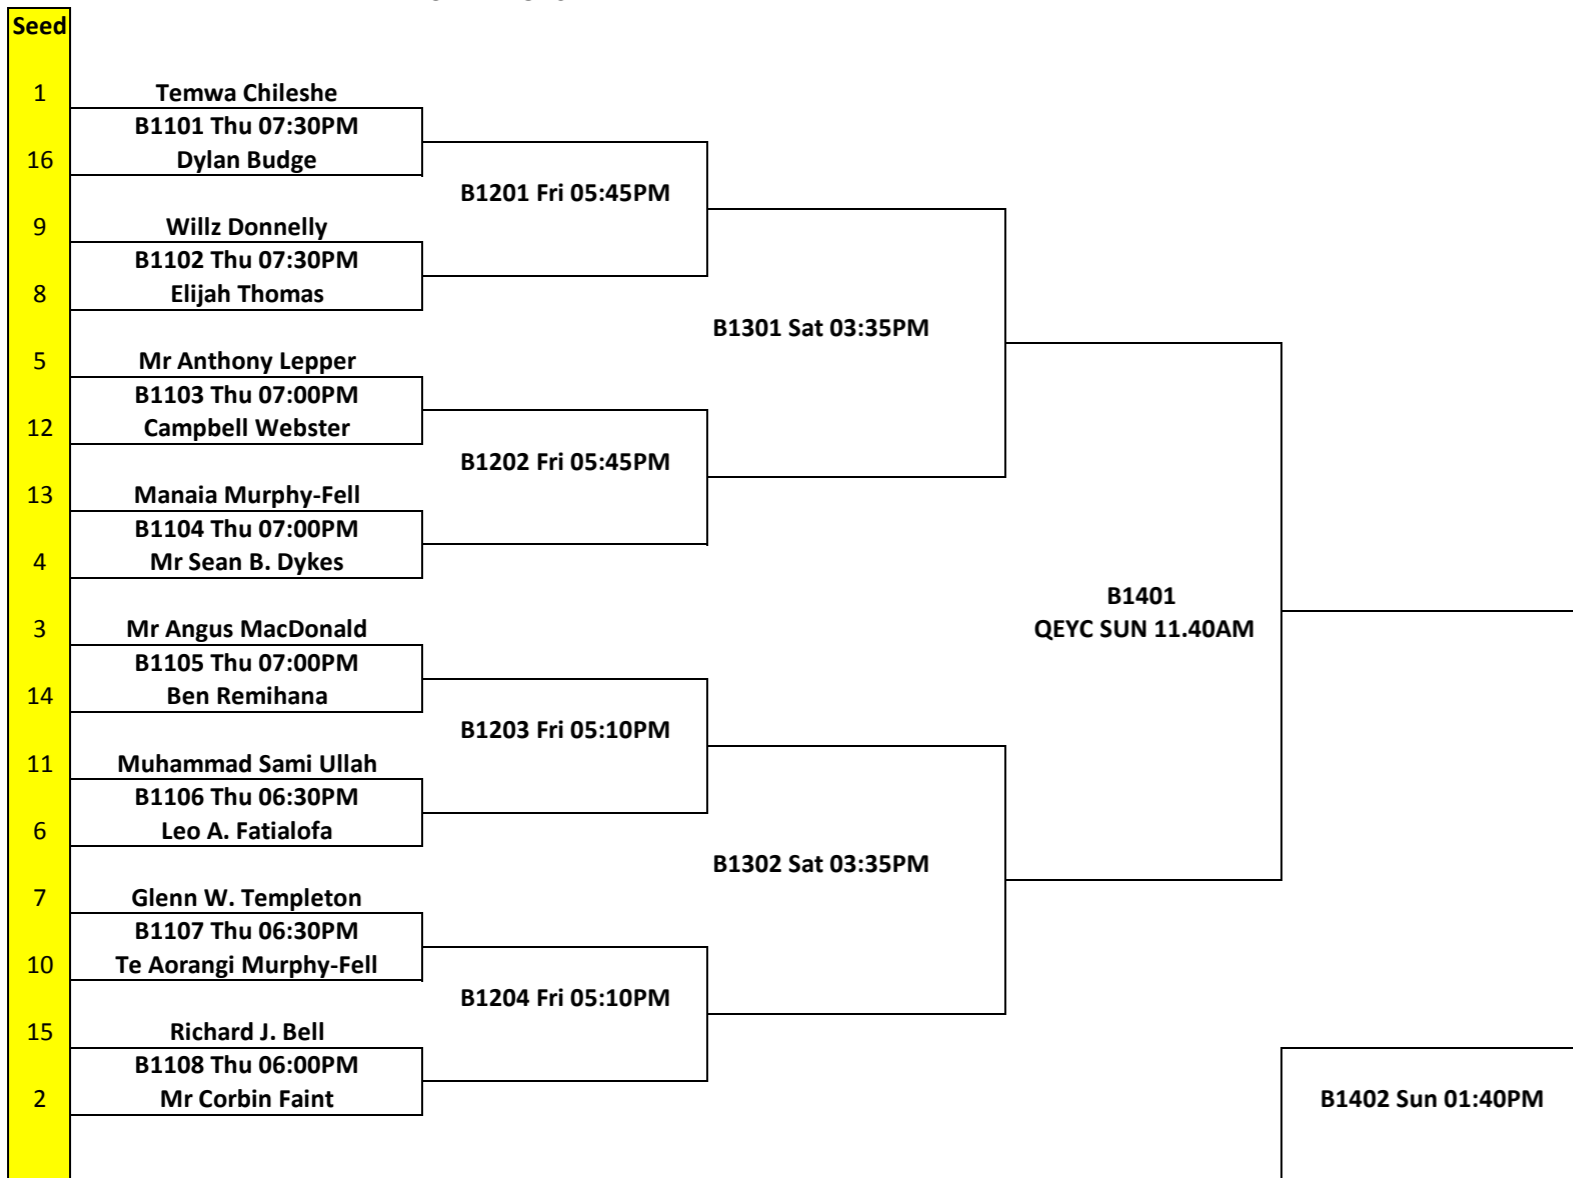 Seed
1 Temwa Chileshe
B1101 Thu 07:30PM
16 Dylan Budge
B1201 Fri 05:45PM
9 Willz Donnelly
B1102 Thu 07:30PM
8 Elijah Thomas
B1301 Sat 03:35PM
5 Mr Anthony Lepper
B1103 Thu 07:00PM
12 Campbell Webster
B1202 Fri 05:45PM
13 Manaia Murphy-Fell
B1104 Thu 07:00PM
4 Mr Sean B. Dykes
B1401
QEYC SUN 11.40AM
3 Mr Angus MacDonald
B1105 Thu 07:00PM
14 Ben Remihana
B1203 Fri 05:10PM
11 Muhammad Sami Ullah
B1106 Thu 06:30PM
6 Leo A. Fatialofa
B1302 Sat 03:35PM
7 Glenn W. Templeton
B1107 Thu 06:30PM
10 Te Aorangi Murphy-Fell
B1204 Fri 05:10PM
15 Richard J. Bell
B1108 Thu 06:00PM
2 Mr Corbin Faint
B1402 Sun 01:40PM